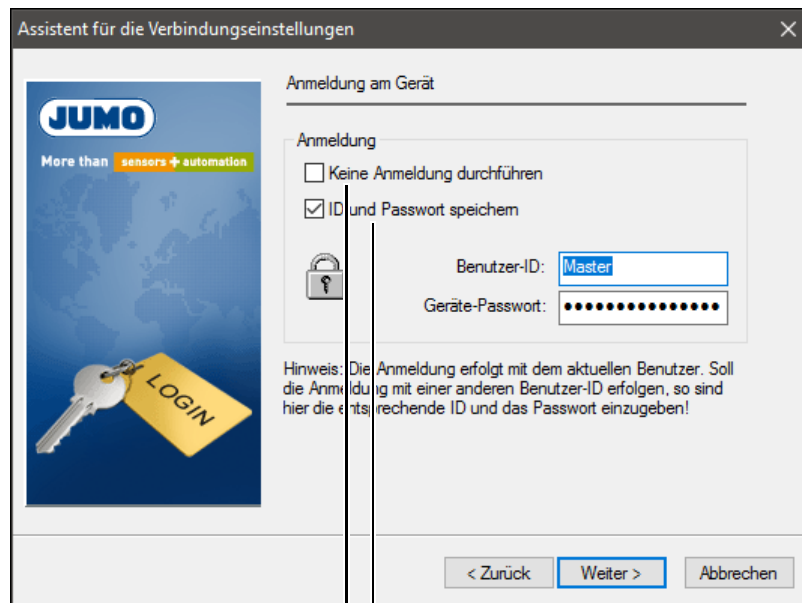 Assistent für die Verbindungseinstellungen
JUMO
More than sensors + automation
LOGIN
Anmeldung am Gerät
Anmeldung
Keine Anmeldung durchführen
ID und Passwort speichern
Benutzer-ID: Master
Geräte-Passwort: ●●●●●●●●●●●●●●●
Hinweis: Die Anmeldung erfolgt mit dem aktuellen Benutzer. Soll
die Anmeldung mit einer anderen Benutzer-ID erfolgen, so sind
hier die entsprechende ID und das Passwort einzugeben!
< Zurück
Weiter >
Abbrechen